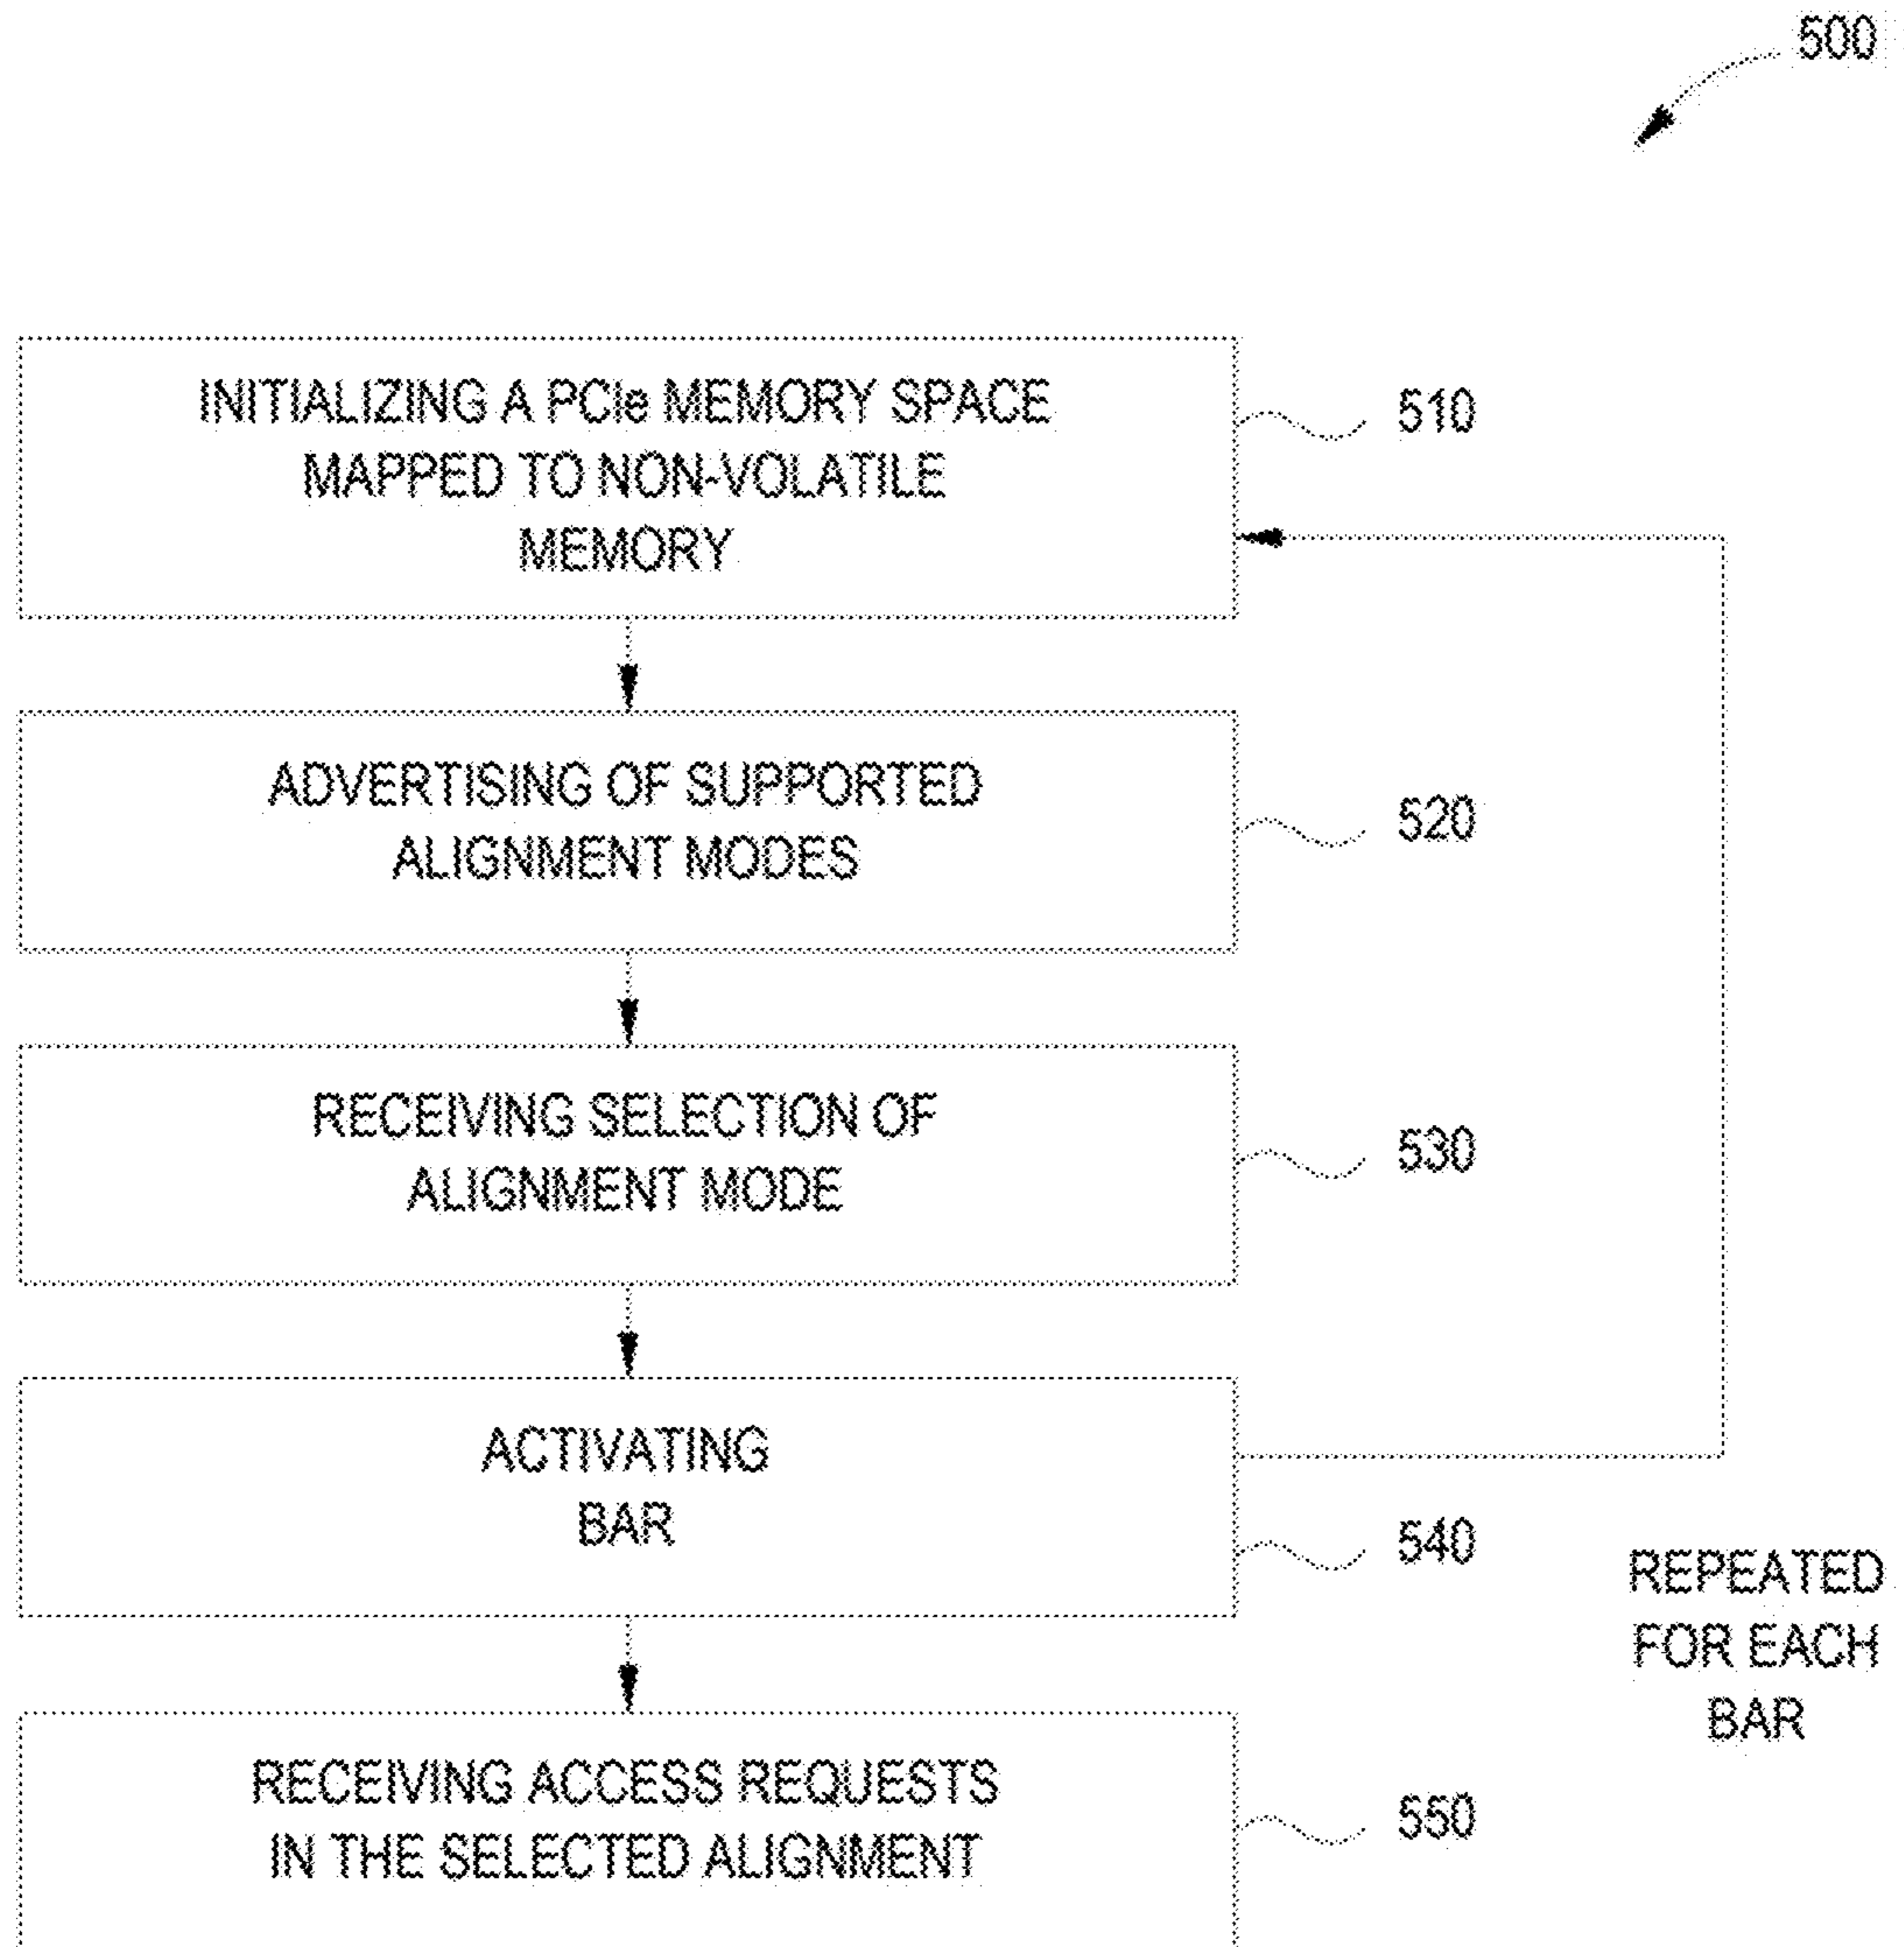 500
INITIALIZING A PCIe MEMORY SPACE
MAPPED TO NON-VOLATILE
MEMORY
510
ADVERTISING OF SUPPORTED
ALIGNMENT MODES
520
RECEIVING SELECTION OF
ALIGNMENT MODE
530
ACTIVATING
BAR
540
REPEATED
FOR EACH
BAR
RECEIVING ACCESS REQUESTS
IN THE SELECTED ALIGNMENT
550